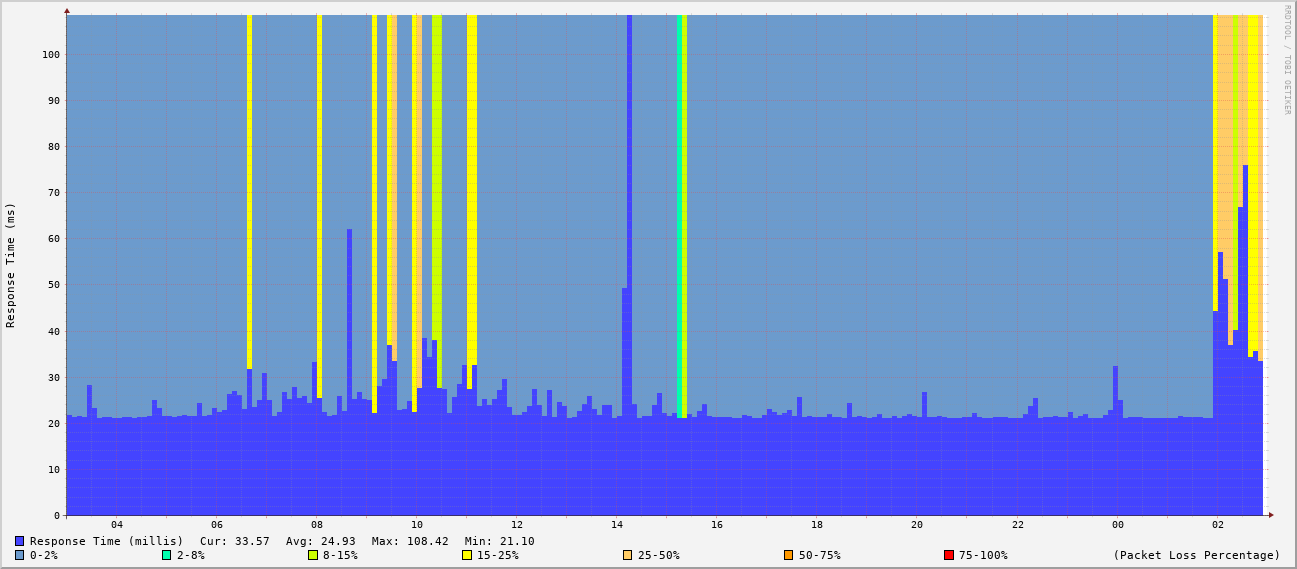 RRDTOOL / TOBI OETIKER
Response Time (ms)
100
90
80
70
60
50
40
30
20
10
0
04 06 08 10 12 14 16 18 20 22 00 02
Response Time (millis) Cur: 33.57 Avg: 24.93 Max: 108.42 Min: 21.10
0-2% 2-8% 8-15% 15-25% 25-50% 50-75% 75-100% (Packet Loss Percentage)